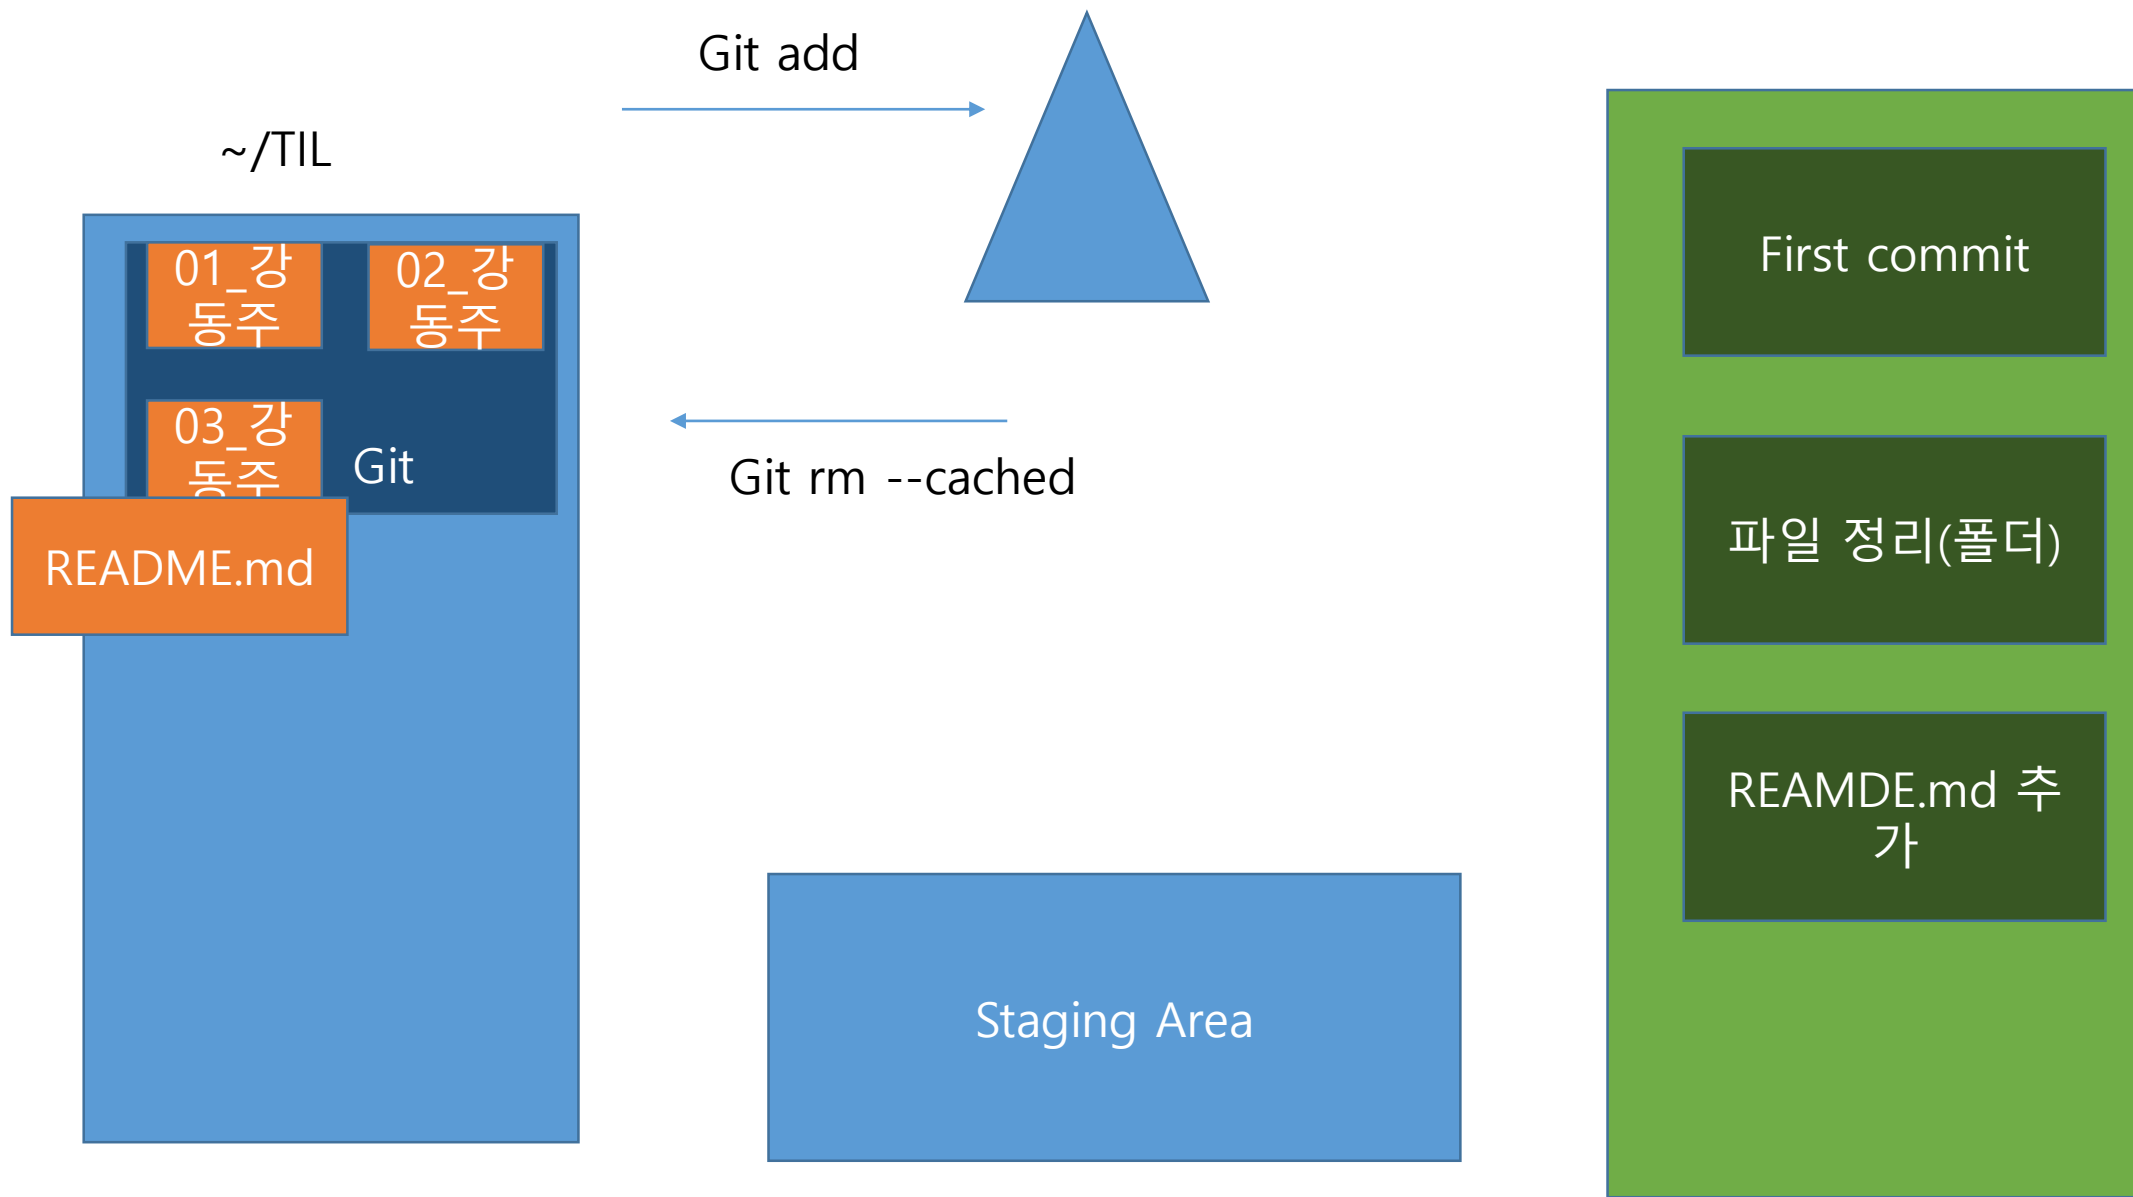 Git add
~/TIL
01_강
동주
02_강
동주
03_강
동주
Git
README.md
Git rm --cached
Staging Area
First commit
파일 정리(폴더)
REAMDE.md 추
가